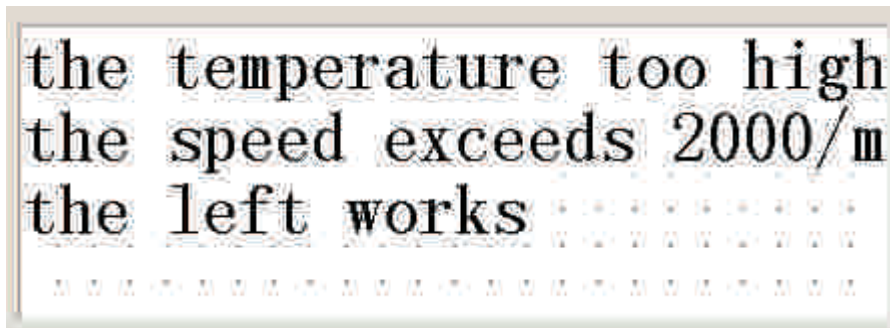 the temperature too high
the speed exceeds 2000/m
the left works